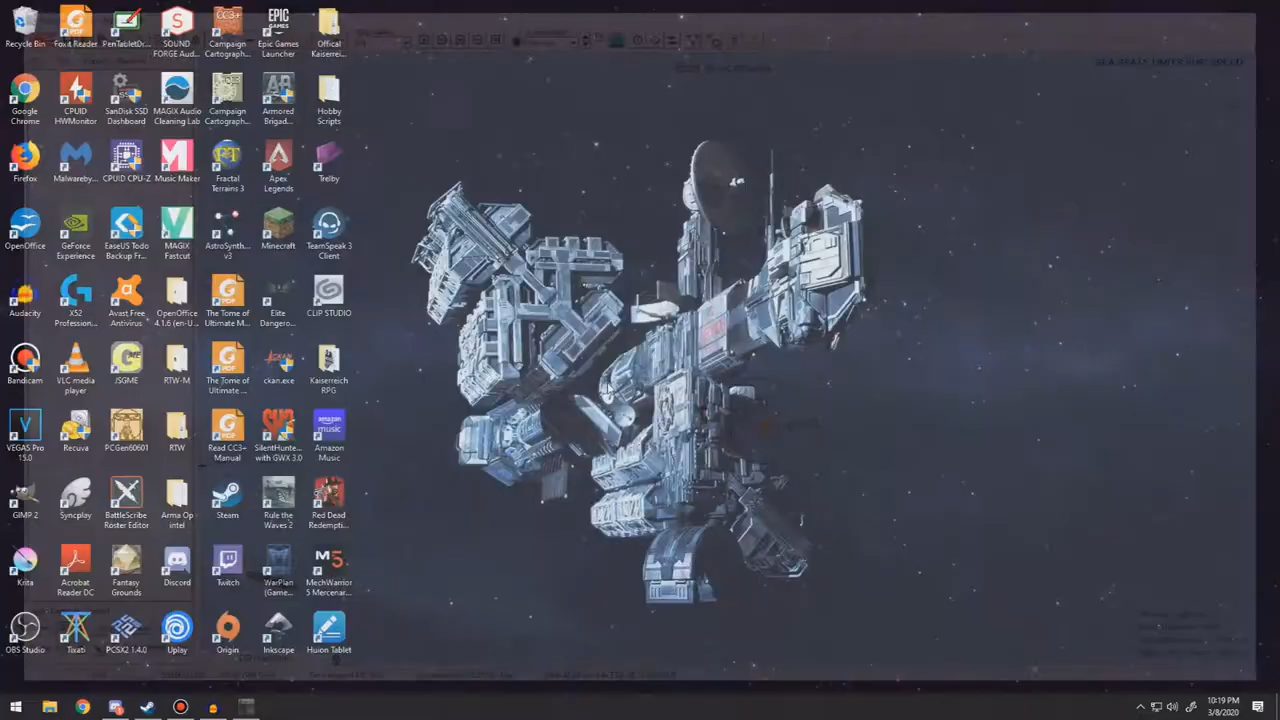 Recycle Bin
Foxit Reader
PenTabletDr...
SOUND
FORGE Aud...
Campaign
Cartograph...
EPIC
GAMES
Epic Games
Launcher
Offical
Kaiserrei...
Google
Chrome
CPUID
HWMonitor
SanDisk SSD
Dashboard
MAGIX Audio
Cleaning Lab
Campaign
Cartograph...
Armored
Brigad...
Hobby
Scripts
Firefox
Malwareby...
CPUID CPU-Z
Music Maker
Fractal
Terrains 3
Apex
Legends
Trelby
OpenOffice
GeForce
Experience
EaseUS Todo
Backup Fr...
MAGIX
Fastcut
AstroSynth...
v3
Minecraft
TeamSpeak 3
Client
Audacity
X52
Profession...
Avast Free
Antivirus
OpenOffice
4.1.6 (en-U...
The Tome of
Ultimate M...
Elite
Dangero...
CLIP STUDIO
Bandicam
VLC media
player
JSGME
RTW-M
The Tome of
Ultimate ...
ckan.exe
Kaiserreich
RPG
VEGAS Pro
15.0
Recuva
PCGen60601
RTW
Read CC3+
Manual
SilentHunte...
with GWX 3.0
amazon
music
Amazon
Music
GIMP 2
Syncplay
BattleScribe
Roster Editor
Arma Op
intel
Steam
Rule the
Waves 2
Red Dead
Redempti...
Krita
Acrobat
Reader DC
Fantasy
Grounds
Discord
Twitch
WarPlan
(Game...
MechWarrior
5 Mercenar...
OBS Studio
Tixati
PCSX2 1.4.0
Uplay
Origin
Inkscape
Huion Tablet
10:19 PM
3/8/2020